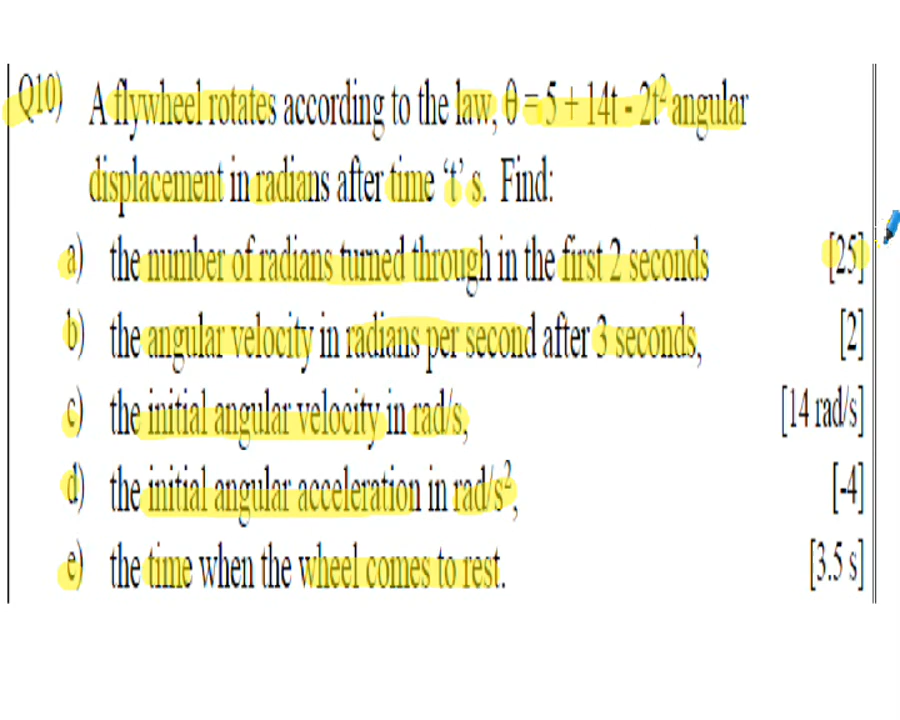 Q10) A flywheel rotates according to the law, θ = 5 + 14t - 2t² angular
displacement in radians after time ‘t’ s. Find:
a) the number of radians turned through in the first 2 seconds [25]
b) the angular velocity in radians per second after 3 seconds, [2]
c) the initial angular velocity in rad/s, [14 rad/s]
d) the initial angular acceleration in rad/s², [-4]
e) the time when the wheel comes to rest. [3.5 s]